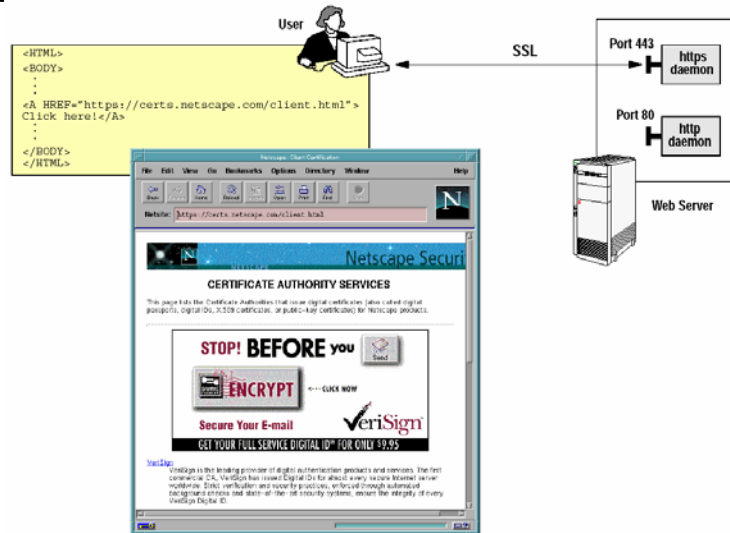 User
<HTML>
<BODY>
:
:
<A HREF="https://certs.netscape.com/client.html">
Click here!</A>
:
:
</BODY>
</HTML>
SSL
Port 443
https
daemon
Port 80
http
daemon
Web Server
Netscape: Client Certification
File Edit View Go Bookmarks Options Directory Window Help
Back Home Reload Open Print Find
Netsite: https://certs.netscape.com/client.html
N
N
NETSCAPE
Netscape Securi
CERTIFICATE AUTHORITY SERVICES
This page lists the Certificate Authorities that issue digital certificates (also called digital
passports, digital IDs, X.509 certificates, or public-key certificates) for Netscape products.
STOP! BEFORE you
Send
ENCRYPT
<---CLICK NOW
Secure Your E-mail
VeriSign
GET YOUR FULL SERVICE DIGITAL ID℠ FOR ONLY $9.95
VeriSign
VeriSign is the leading provider of digital authentication products and services. The first
commercial CA, VeriSign has issued Digital IDs for almost every secure Internet server
worldwide. Strict verification and security practices, enforced through automated
background checks and state-of-the-art security systems, ensure the integrity of every
VeriSign Digital ID.